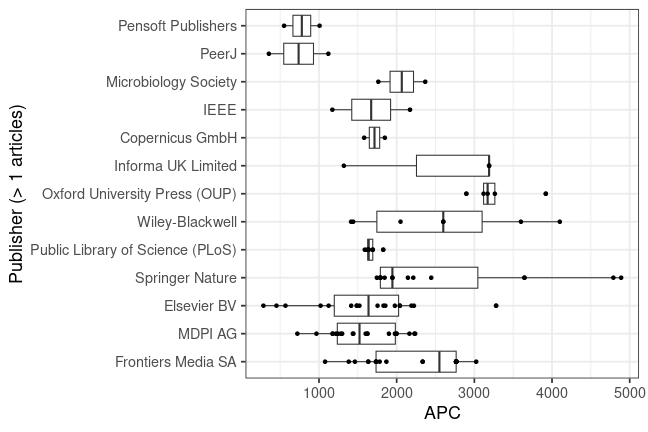 Publisher (> 1 articles)
Pensoft Publishers
PeerJ
Microbiology Society
IEEE
Copernicus GmbH
Informa UK Limited
Oxford University Press (OUP)
Wiley-Blackwell
Public Library of Science (PLoS)
Springer Nature
Elsevier BV
MDPI AG
Frontiers Media SA
1000 2000 3000 4000 5000
APC